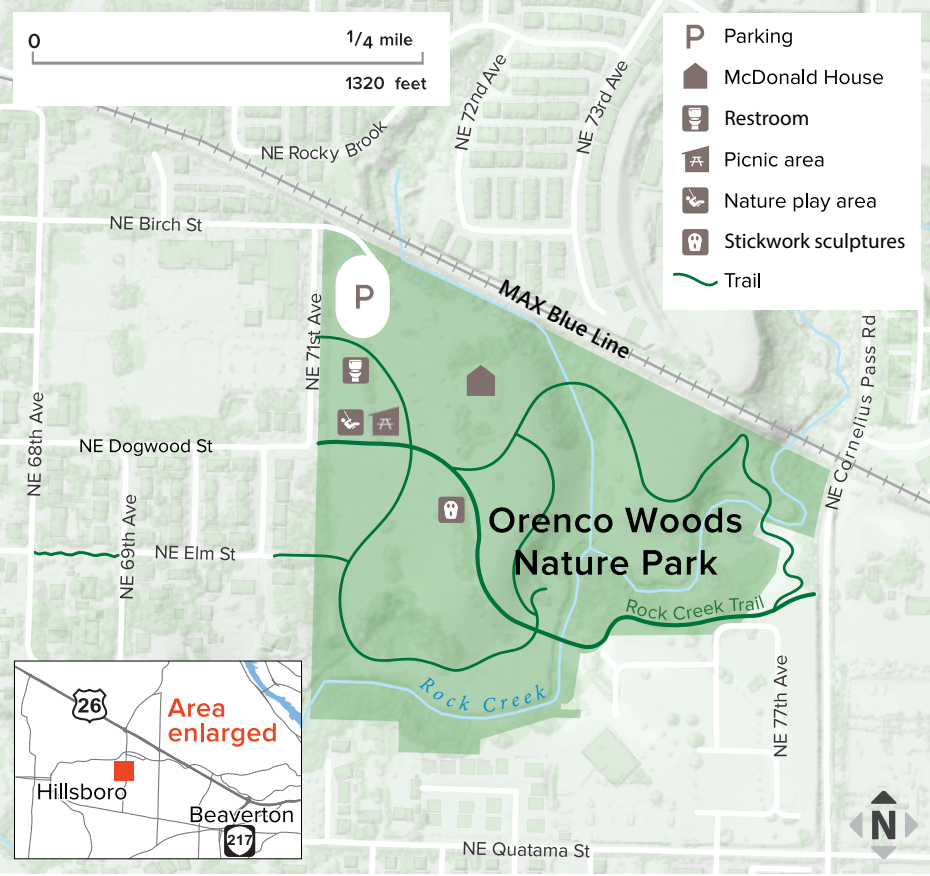 0
1/4 mile
1320 feet
P Parking
McDonald House
Restroom
Picnic area
Nature play area
Stickwork sculptures
Trail
NE 72nd Ave
NE 73rd Ave
NE Rocky Brook
NE Birch St
MAX Blue Line
P
NE 71st Ave
NE Cornelius Pass Rd
NE 68th Ave
NE Dogwood St
NE 69th Ave
NE Elm St
Orenco Woods
Nature Park
Rock Creek Trail
Rock Creek
NE 77th Ave
26
Area
enlarged
Hillsboro
Beaverton
217
NE Quatama St
N